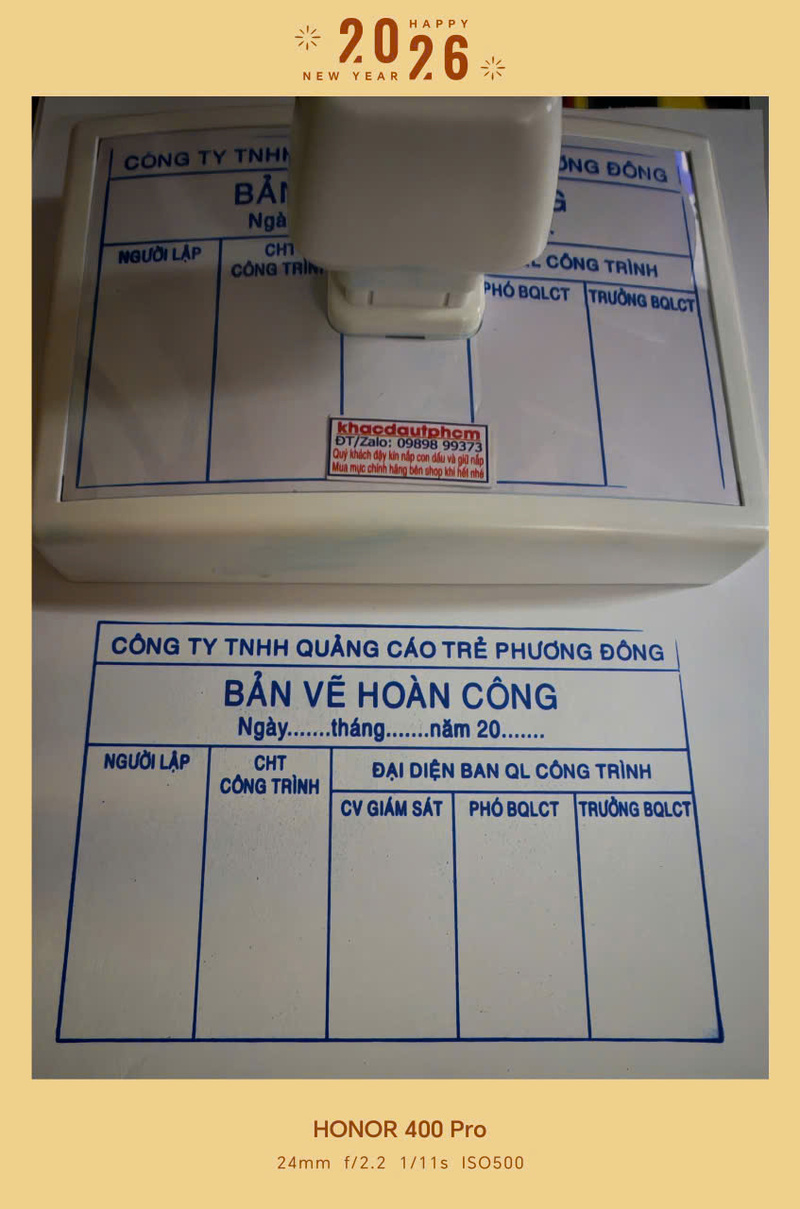 HAPPY
2026
NEW YEAR
CÔNG TY TNHH ƯƠNG ĐÔNG
BẢN G
Ngà
NGƯỜI LẬP
CHT
CÔNG TRÌNH
QL CÔNG TRÌNH
PHÓ BQLCT
TRƯỞNG BQLCT
khacdautphcm
ĐT/Zalo: 09898 99373
Quý khách đậy kín nắp con dấu và giữ nắp
Mua mực chính hãng bên shop khi hết nhé
CÔNG TY TNHH QUẢNG CÁO TRẺ PHƯƠNG ĐÔNG
BẢN VẼ HOÀN CÔNG
Ngày.......tháng.......năm 20.......
NGƯỜI LẬP
CHT
CÔNG TRÌNH
ĐẠI DIỆN BAN QL CÔNG TRÌNH
CV GIÁM SÁT
PHÓ BQLCT
TRƯỞNG BQLCT
HONOR 400 Pro
24mm f/2.2 1/11s ISO500